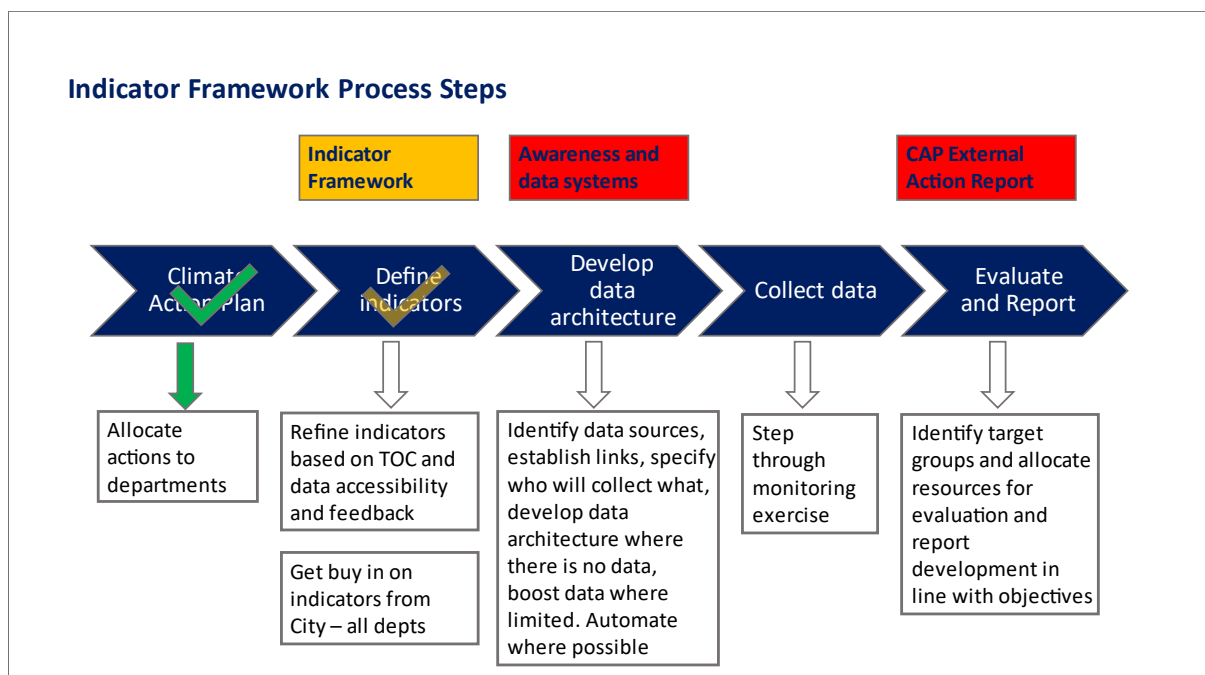 Indicator Framework Process Steps
Indicator
Framework
Awareness and
data systems
CAP External
Action Report
Climate
Action Plan
Define
indicators
Develop
data
architecture
Collect data
Evaluate
and Report
Allocate
actions to
departments
Refine indicators
based on TOC and
data accessibility
and feedback
Get buy in on
indicators from
City – all depts
Identify data sources,
establish links, specify
who will collect what,
develop data
architecture where
there is no data,
boost data where
limited. Automate
where possible
Step
through
monitoring
exercise
Identify target
groups and allocate
resources for
evaluation and
report
development in
line with objectives